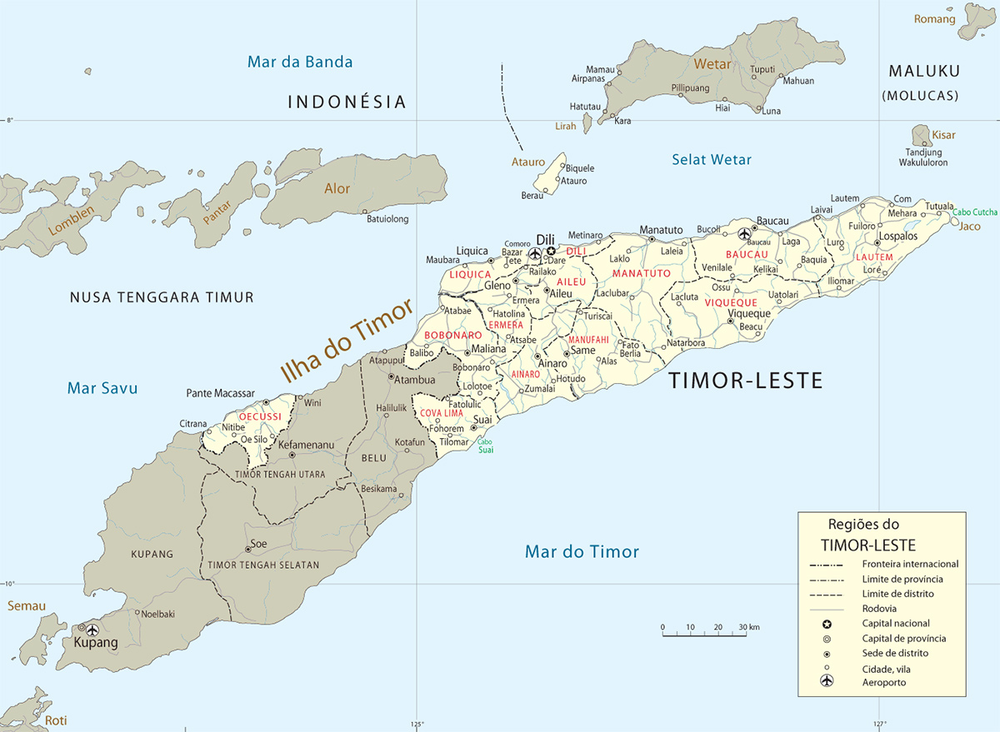 Romang
Mar da Banda
Wetar
MALUKU
(MOLUCAS)
Mamau
Airpanas
Tuputi
Mahuan
Pillipuang
INDONÉSIA
Hatutau
Hiai
Luna
Kara
8°
Lirah
Kisar
Tandjung
Wakululoron
Selat Wetar
Atauro
Biquele
Atauro
Berau
Alor
Pantar
Lomblen
Batuiolong
Lautem
Com
Tutuala
Cabo Cutcha
Laivai
Mehara
Jaco
Fuiloro
Baucau
Bucoli
Baucau
Laga
Luro
Lospalos
Manatuto
Metinaro
Dili
Comoro
Liquica
Bazar
Tete
DILI
Dare
Laklo
Laleia
BAUCAU
Baquia
LAUTEM
Maubara
LIQUICA
Railako
AILEU
MANATUTO
Venilale
Kelikai
Loré
Gleno
Aileu
Ossu
Iliomar
NUSA TENGGARA TIMUR
Ilha do Timor
Ermera
Laclubar
Lacluta
VIQUEQUE
Uatolari
Atabae
Hatolina
ERMERA
Turiscai
Viqueque
Beacu
BOBONARO
Atsabe
MANUFAHI
Fato
Berlia
Natarbora
Balibo
Maliana
Same
Atapupul
Bobonaro
AINARO
Ainaro
Alas
TIMOR-LESTE
Mar Savu
Pante Macassar
Atambua
Lolotoe
Zumalai
Hotudo
Wini
OECUSSI
Halilulik
Fatolulic
COVA LIMA
Suai
Citrana
Nitibe
Oe Silo
Fohorem
Tilomar
Cabo
Suai
Kefamenanu
Kotafun
BELU
TIMOR TENGAH UTARA
Besikama
Soe
KUPANG
TIMOR TENGAH SELATAN
Mar do Timor
10°
Semau
Noelbaki
Kupang
Roti
0 10 20 30 km
125°
127°
Regiões do
TIMOR-LESTE
Fronteira internacional
Limite de província
Limite de distrito
Rodovia
Capital nacional
Capital de província
Sede de distrito
Cidade, vila
Aeroporto